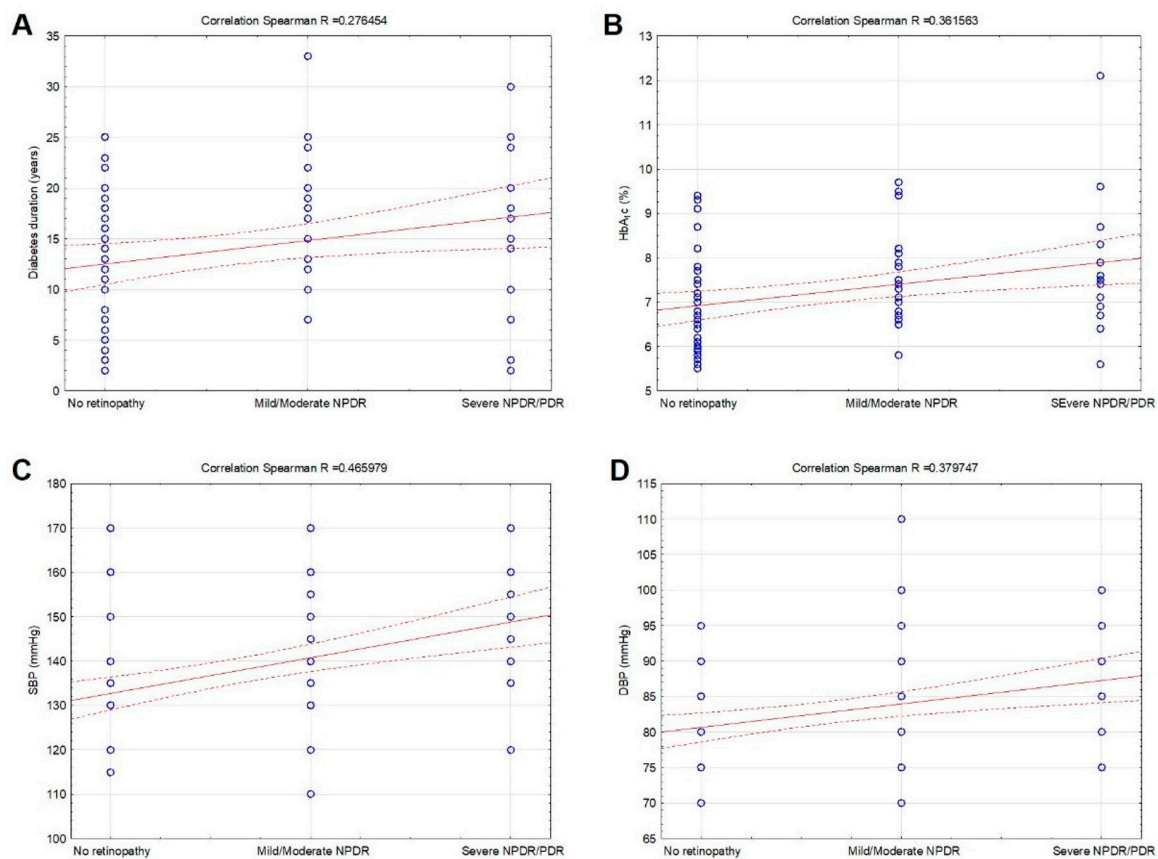 A
Correlation Spearman R =0.276454
35
30
25
20
15
10
5
0
Diabetes duration (years)
No retinopathy
Mild/Moderate NPDR
Severe NPDR/PDR
B
Correlation Spearman R =0.361563
13
12
11
10
9
8
7
6
5
HbA1c (%)
No retinopathy
Mild/Moderate NPDR
SEvere NPDR/PDR
C
Correlation Spearman R =0.465979
180
170
160
150
140
130
120
110
100
SBP (mmHg)
No retinopathy
Mild/Moderate NPDR
Severe NPDR/PDR
D
Correlation Spearman R =0.379747
115
110
105
100
95
90
85
80
75
70
65
DBP (mmHg)
No retinopathy
Mild/Moderate NPDR
Severe NPDR/PDR